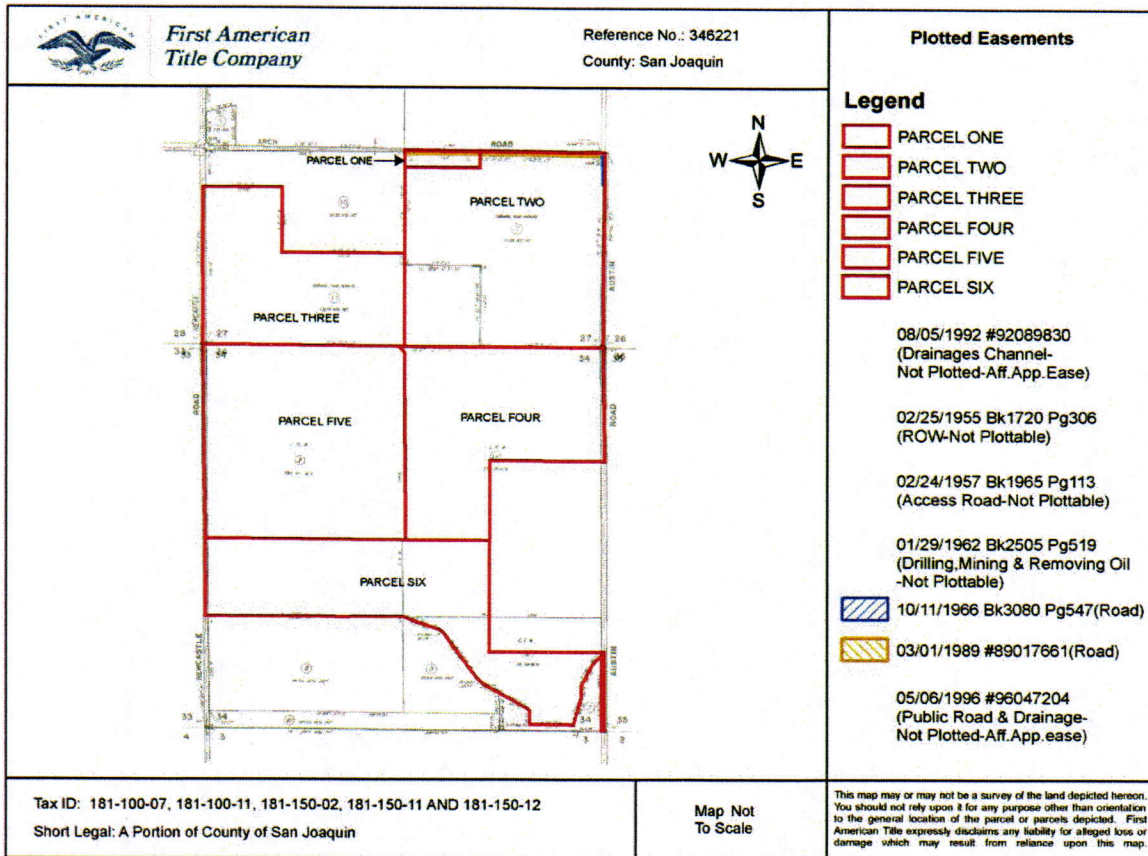 FIRST AMERICAN
First American
Title Company
Reference No.: 346221
County: San Joaquin
Plotted Easements
Legend
PARCEL ONE
PARCEL TWO
PARCEL THREE
PARCEL FOUR
PARCEL FIVE
PARCEL SIX
08/05/1992 #92089830
(Drainages Channel-
Not Plotted-Aff.App.Ease)
02/25/1955 Bk1720 Pg306
(ROW-Not Plottable)
02/24/1957 Bk1965 Pg113
(Access Road-Not Plottable)
01/29/1962 Bk2505 Pg519
(Drilling,Mining & Removing Oil
-Not Plottable)
10/11/1966 Bk3080 Pg547(Road)
03/01/1989 #89017661(Road)
05/06/1996 #96047204
(Public Road & Drainage-
Not Plotted-Aff.App.ease)
ARCH ROAD
N
W E
S
PARCEL ONE
PARCEL TWO
AUSTIN
NEWCASTLE
PARCEL THREE
28 27
33 34
27 26
34 35
ROAD
ROAD
PARCEL FIVE
PARCEL FOUR
PARCEL SIX
NEWCASTLE
AUSTIN
33 34
4 3
34 35
3 2
Tax ID: 181-100-07, 181-100-11, 181-150-02, 181-150-11 AND 181-150-12
Short Legal: A Portion of County of San Joaquin
Map Not
To Scale
This map may or may not be a survey of the land depicted hereon.
You should not rely upon it for any purpose other than orientation
to the general location of the parcel or parcels depicted. First
American Title expressly disclaims any liability for alleged loss or
damage which may result from reliance upon this map